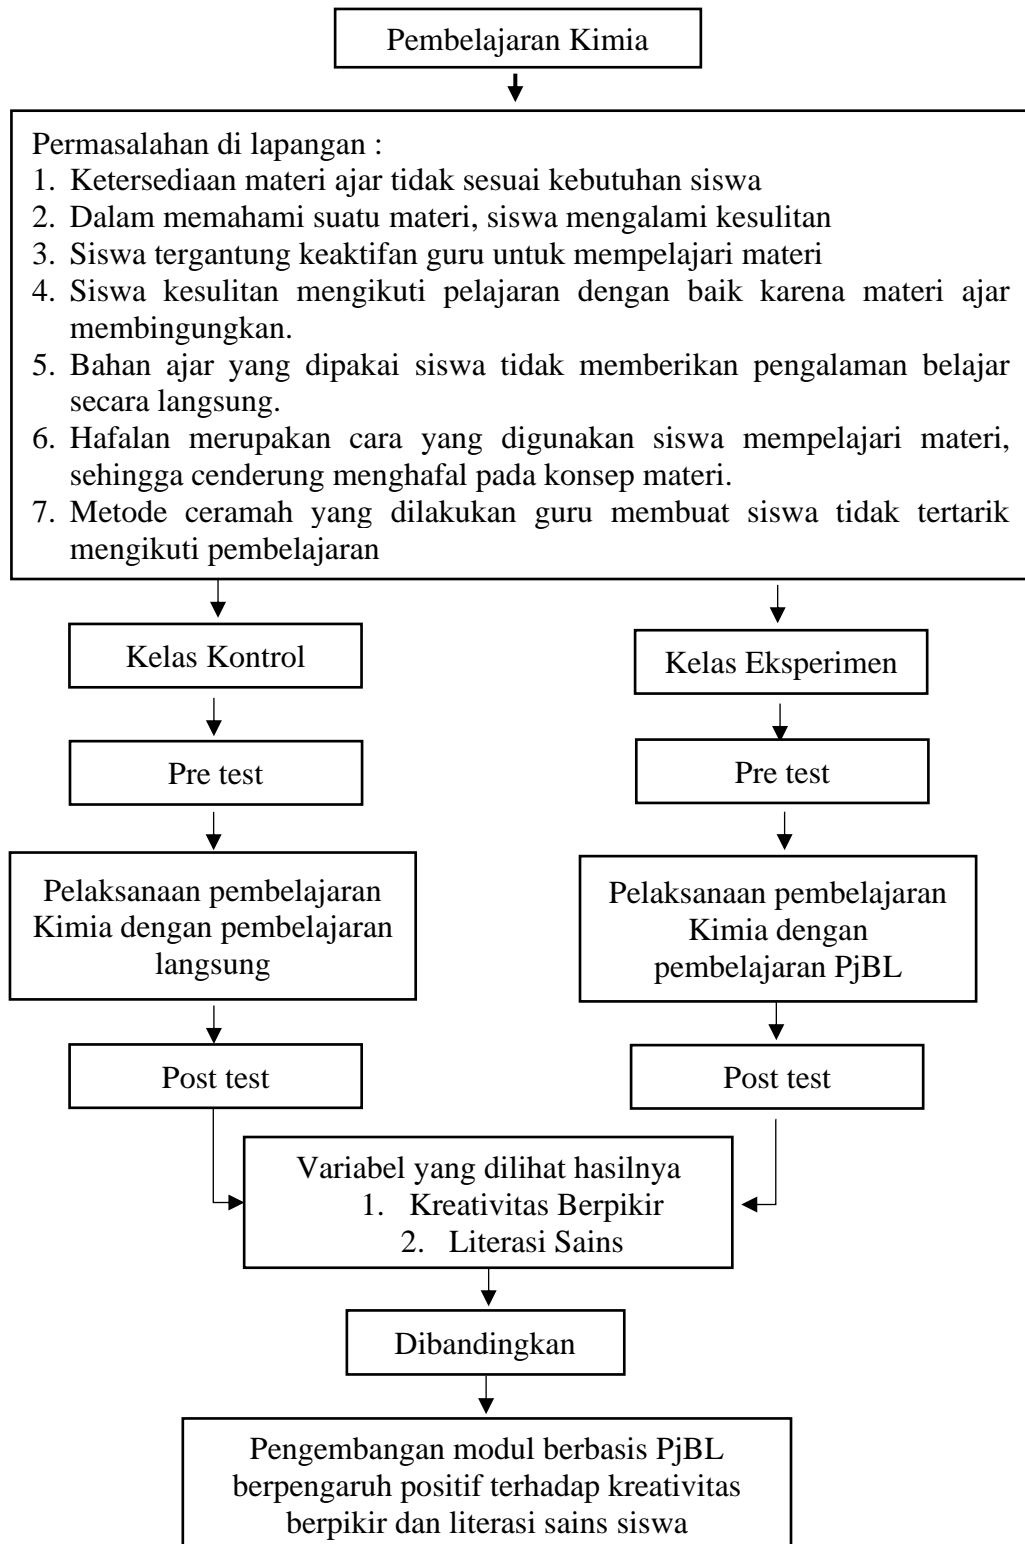 Pembelajaran Kimia
Permasalahan di lapangan :
1. Ketersediaan materi ajar tidak sesuai kebutuhan siswa
2. Dalam memahami suatu materi, siswa mengalami kesulitan
3. Siswa tergantung keaktifan guru untuk mempelajari materi
4. Siswa kesulitan mengikuti pelajaran dengan baik karena materi ajar
membingungkan.
5. Bahan ajar yang dipakai siswa tidak memberikan pengalaman belajar
secara langsung.
6. Hafalan merupakan cara yang digunakan siswa mempelajari materi,
sehingga cenderung menghafal pada konsep materi.
7. Metode ceramah yang dilakukan guru membuat siswa tidak tertarik
mengikuti pembelajaran
Kelas Kontrol
Kelas Eksperimen
Pre test
Pre test
Pelaksanaan pembelajaran
Kimia dengan pembelajaran
langsung
Pelaksanaan pembelajaran
Kimia dengan
pembelajaran PjBL
Post test
Post test
Variabel yang dilihat hasilnya
1. Kreativitas Berpikir
2. Literasi Sains
Dibandingkan
Pengembangan modul berbasis PjBL
berpengaruh positif terhadap kreativitas
berpikir dan literasi sains siswa